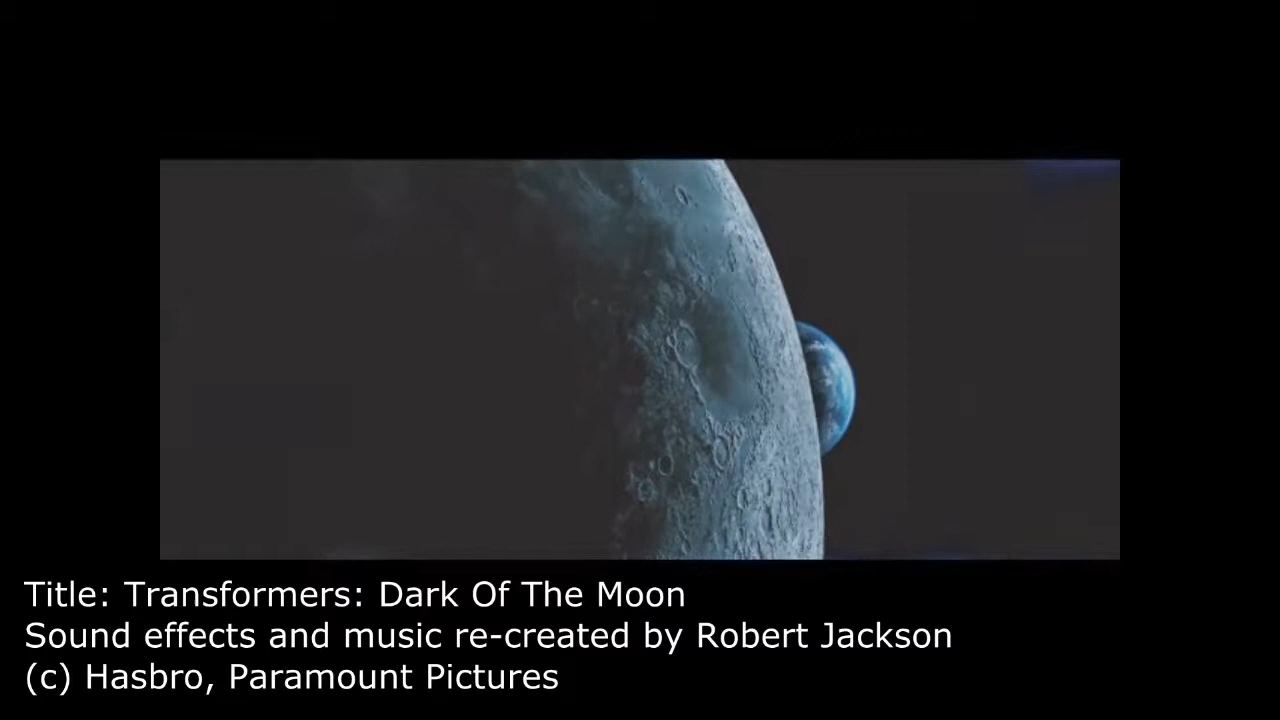 Title: Transformers: Dark Of The Moon
Sound effects and music re-created by Robert Jackson
(c) Hasbro, Paramount Pictures